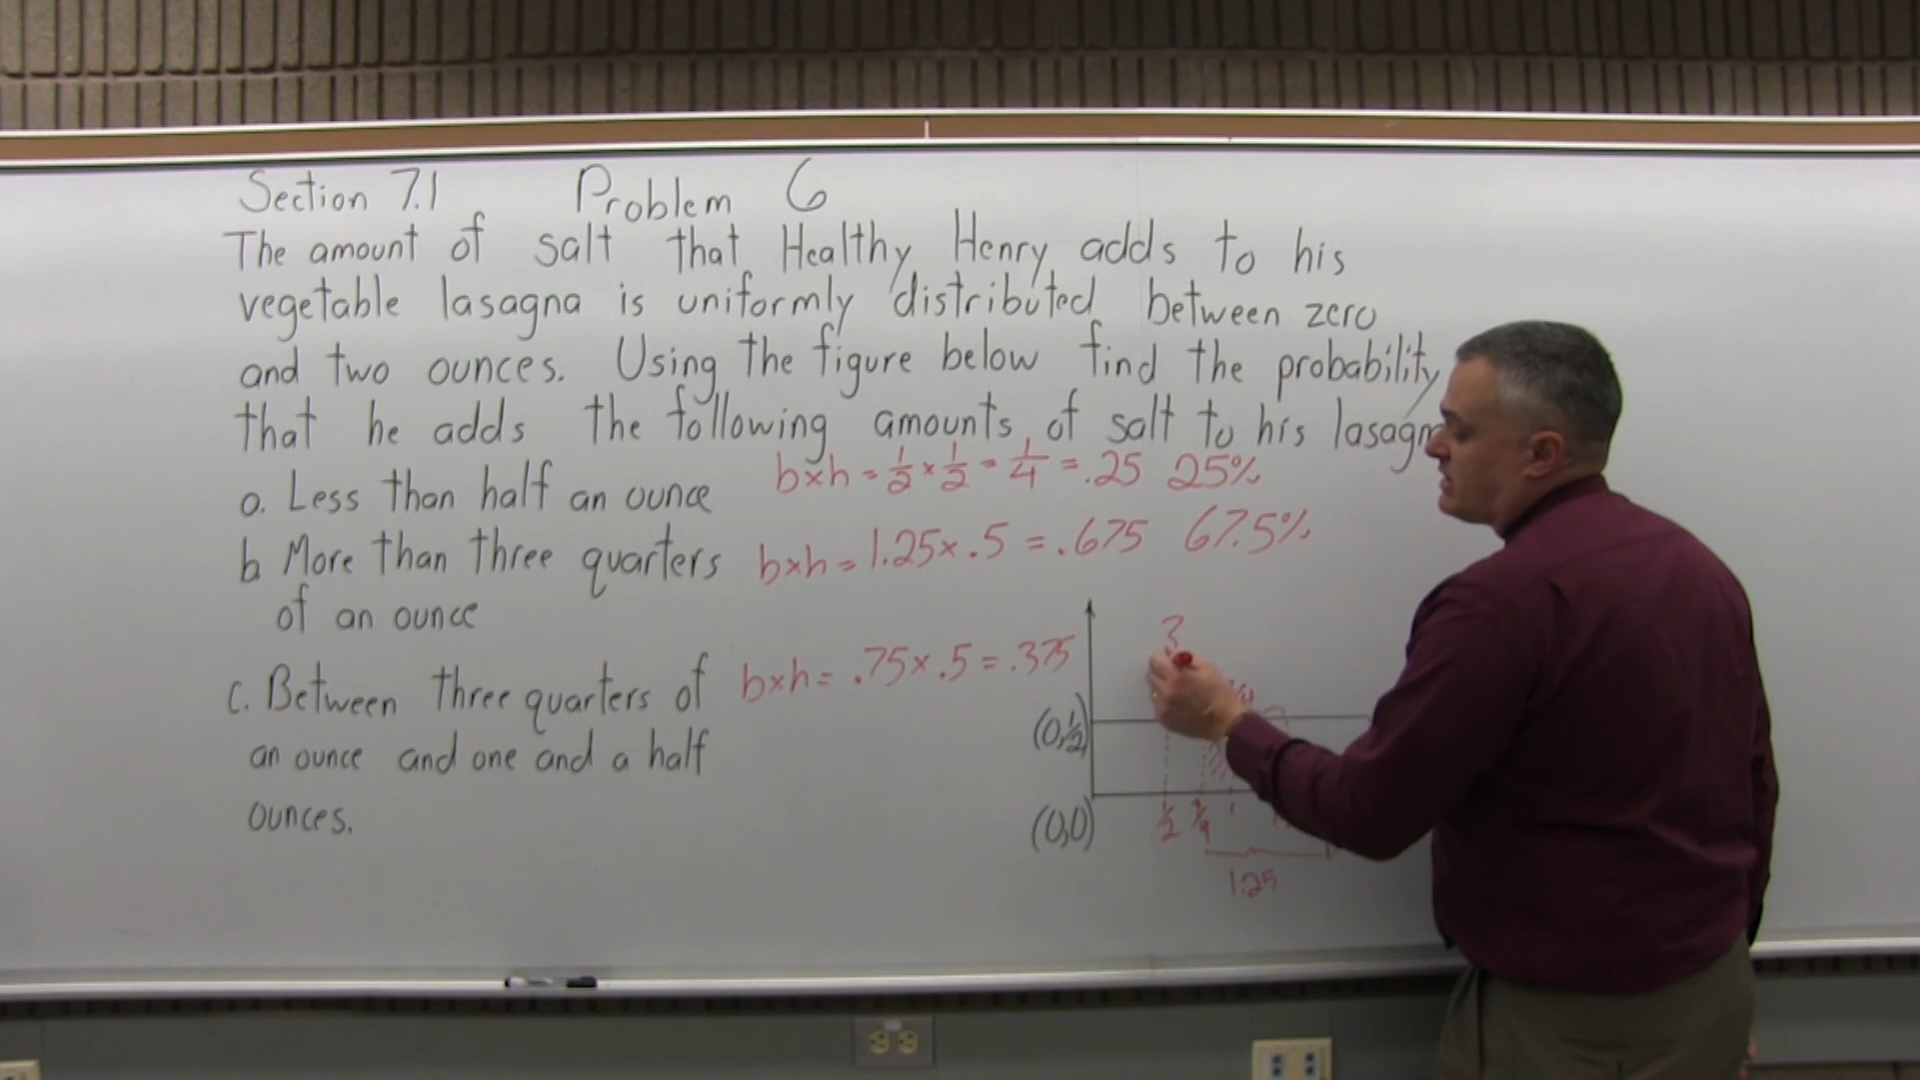 Section 7.1 Problem 6
The amount of salt that Healthy Henry adds to his
vegetable lasagna is uniformly distributed between zero
and two ounces. Using the figure below find the probability
that he adds the following amounts of salt to his lasagn
a. Less than half an ounce b×h = 1/2 × 1/2 = 1/4 = .25 25%
b More than three quarters b×h = 1.25× .5 = .675 67.5%
of an ounce
c. Between three quarters of b×h = .75× .5 = .375
an ounce and one and a half
ounces.
3
(0,1/2)
(0,0) 1/2 3/4 1
1.25